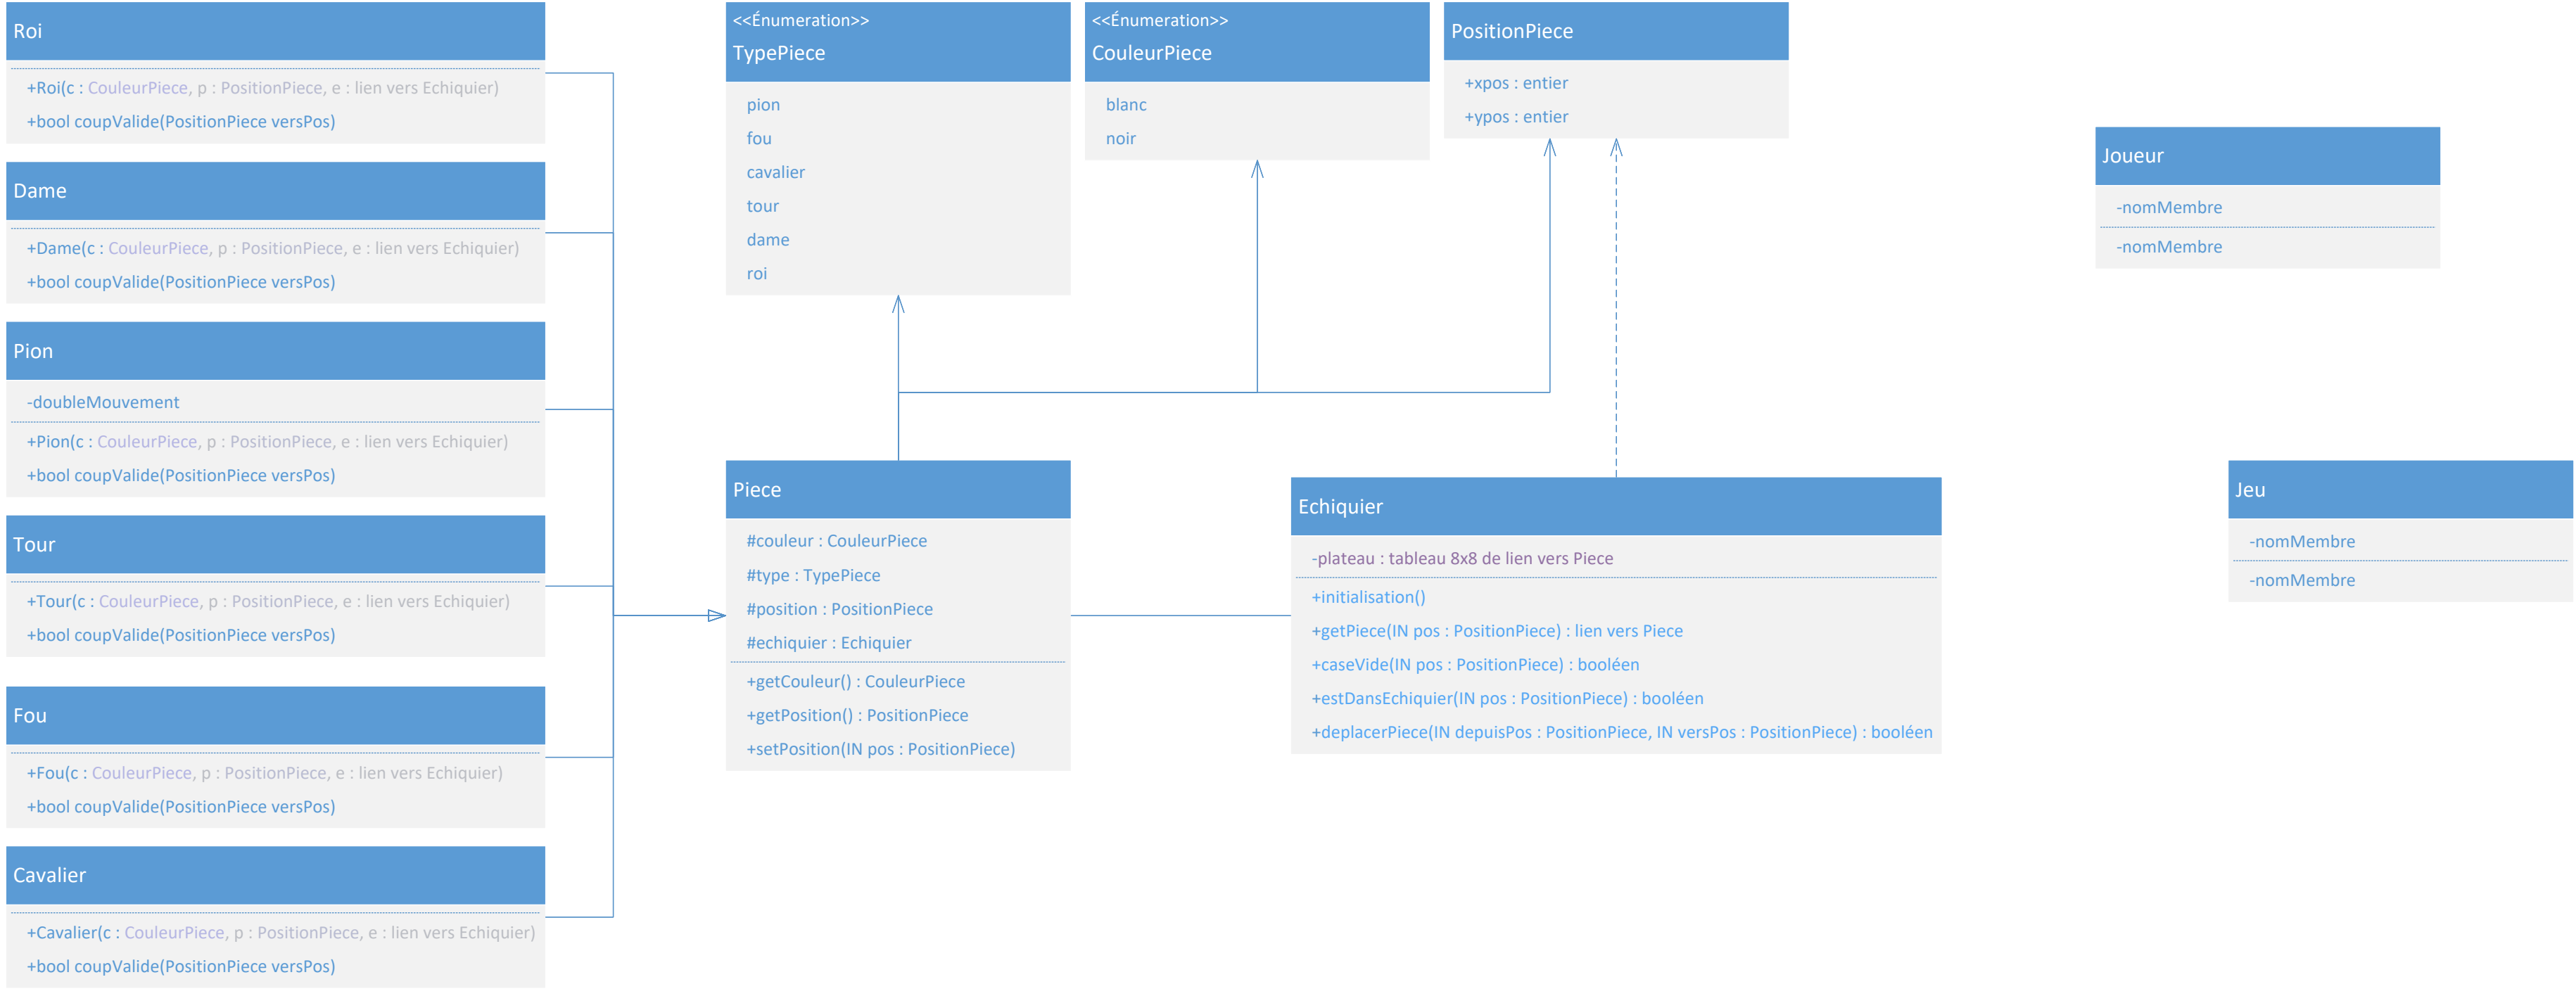 Roi
+Roi(c : CouleurPiece, p : PositionPiece, e : lien vers Echiquier)
+bool coupValide(PositionPiece versPos)
Dame
+Dame(c : CouleurPiece, p : PositionPiece, e : lien vers Echiquier)
+bool coupValide(PositionPiece versPos)
Pion
-doubleMouvement
+Pion(c : CouleurPiece, p : PositionPiece, e : lien vers Echiquier)
+bool coupValide(PositionPiece versPos)
Tour
+Tour(c : CouleurPiece, p : PositionPiece, e : lien vers Echiquier)
+bool coupValide(PositionPiece versPos)
Fou
+Fou(c : CouleurPiece, p : PositionPiece, e : lien vers Echiquier)
+bool coupValide(PositionPiece versPos)
Cavalier
+Cavalier(c : CouleurPiece, p : PositionPiece, e : lien vers Echiquier)
+bool coupValide(PositionPiece versPos)
<<Énumeration>>
TypePiece
pion
fou
cavalier
tour
dame
roi
<<Énumeration>>
CouleurPiece
blanc
noir
PositionPiece
+xpos : entier
+ypos : entier
Piece
#couleur : CouleurPiece
#type : TypePiece
#position : PositionPiece
#echiquier : Echiquier
+getCouleur() : CouleurPiece
+getPosition() : PositionPiece
+setPosition(IN pos : PositionPiece)
Echiquier
-plateau : tableau 8x8 de lien vers Piece
+initialisation()
+getPiece(IN pos : PositionPiece) : lien vers Piece
+caseVide(IN pos : PositionPiece) : booléen
+estDansEchiquier(IN pos : PositionPiece) : booléen
+deplacerPiece(IN depuisPos : PositionPiece, IN versPos : PositionPiece) : booléen
Joueur
-nomMembre
-nomMembre
Jeu
-nomMembre
-nomMembre